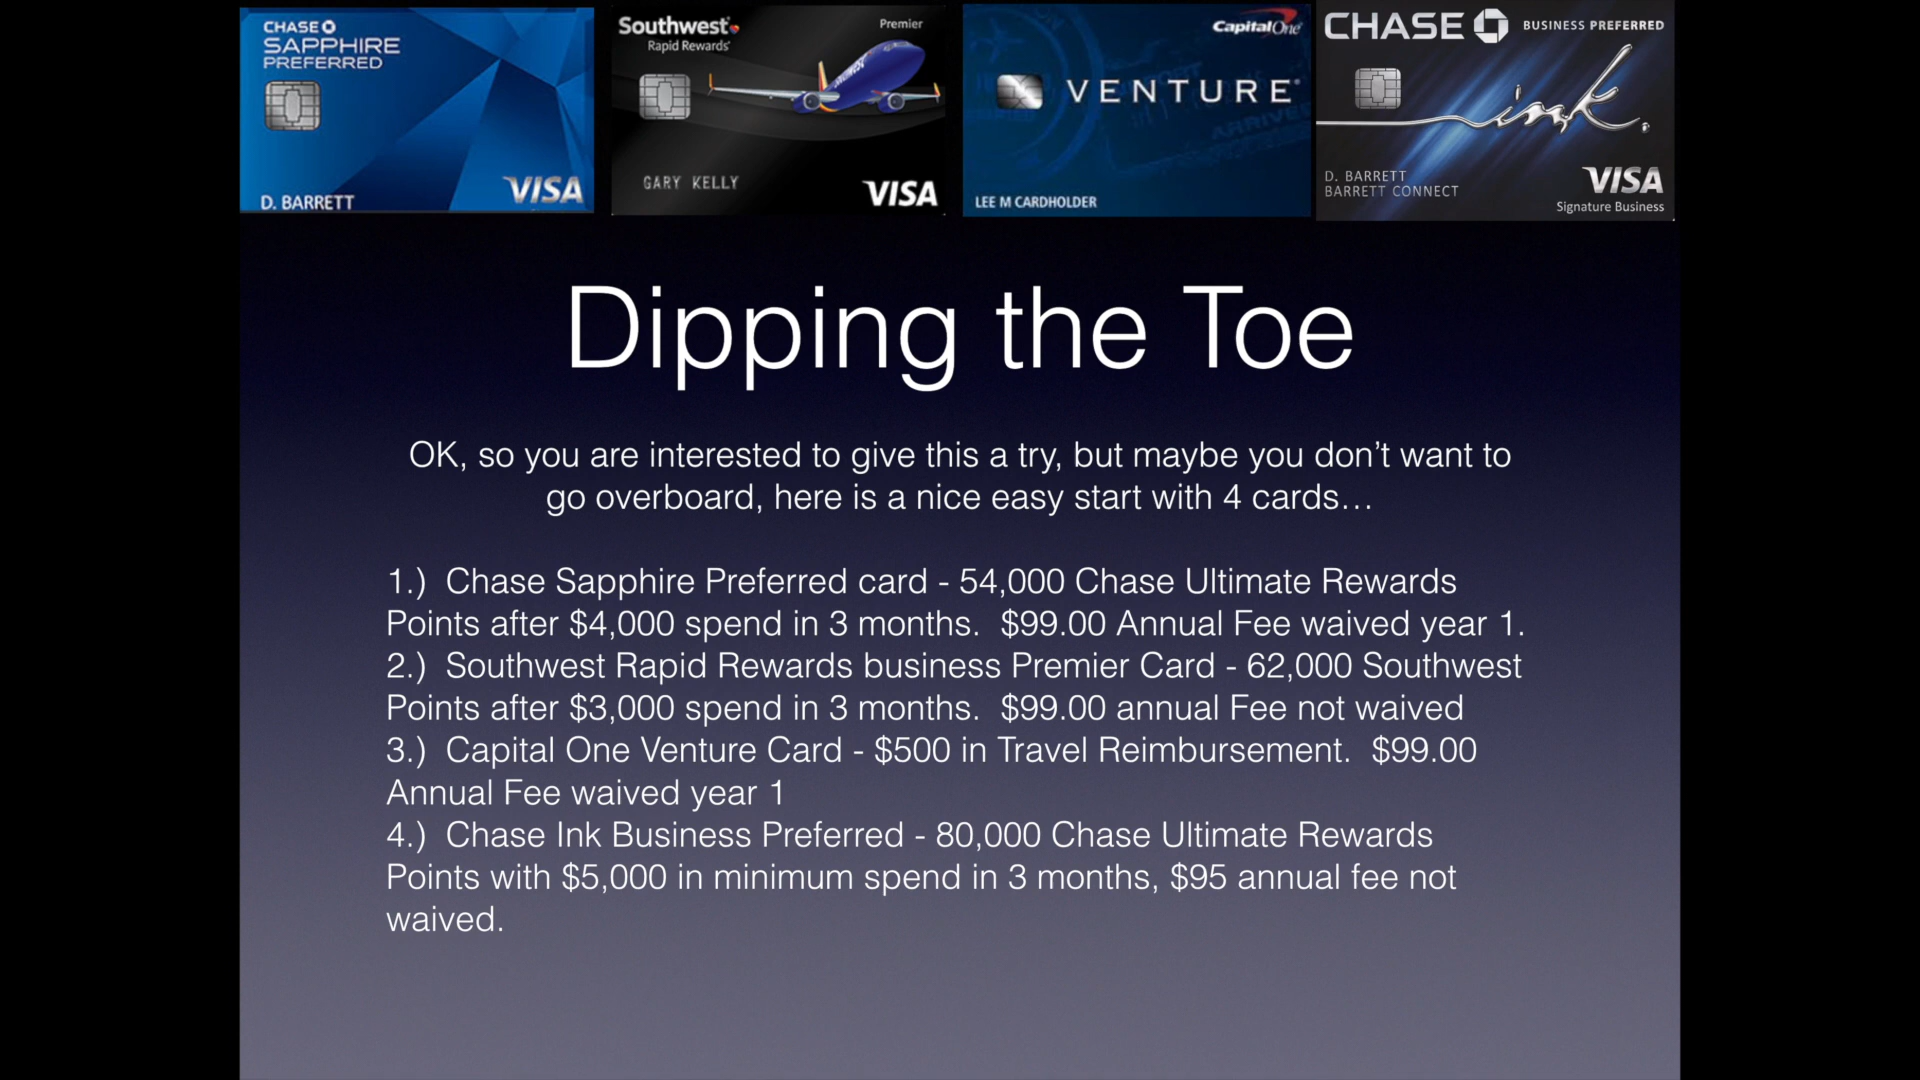 CHASE
SAPPHIRE
PREFERRED
D. BARRETT
VISA
Southwest
Rapid Rewards
Premier
SOUTHWEST
GARY KELLY
VISA
Capital One
VENTURE
LEE M CARDHOLDER
CHASE BUSINESS PREFERRED
ink.
D. BARRETT
BARRETT CONNECT
VISA
Signature Business
Dipping the Toe
OK, so you are interested to give this a try, but maybe you don’t want to
go overboard, here is a nice easy start with 4 cards…
1.) Chase Sapphire Preferred card - 54,000 Chase Ultimate Rewards
Points after $4,000 spend in 3 months. $99.00 Annual Fee waived year 1.
2.) Southwest Rapid Rewards business Premier Card - 62,000 Southwest
Points after $3,000 spend in 3 months. $99.00 annual Fee not waived
3.) Capital One Venture Card - $500 in Travel Reimbursement. $99.00
Annual Fee waived year 1
4.) Chase Ink Business Preferred - 80,000 Chase Ultimate Rewards
Points with $5,000 in minimum spend in 3 months, $95 annual fee not
waived.